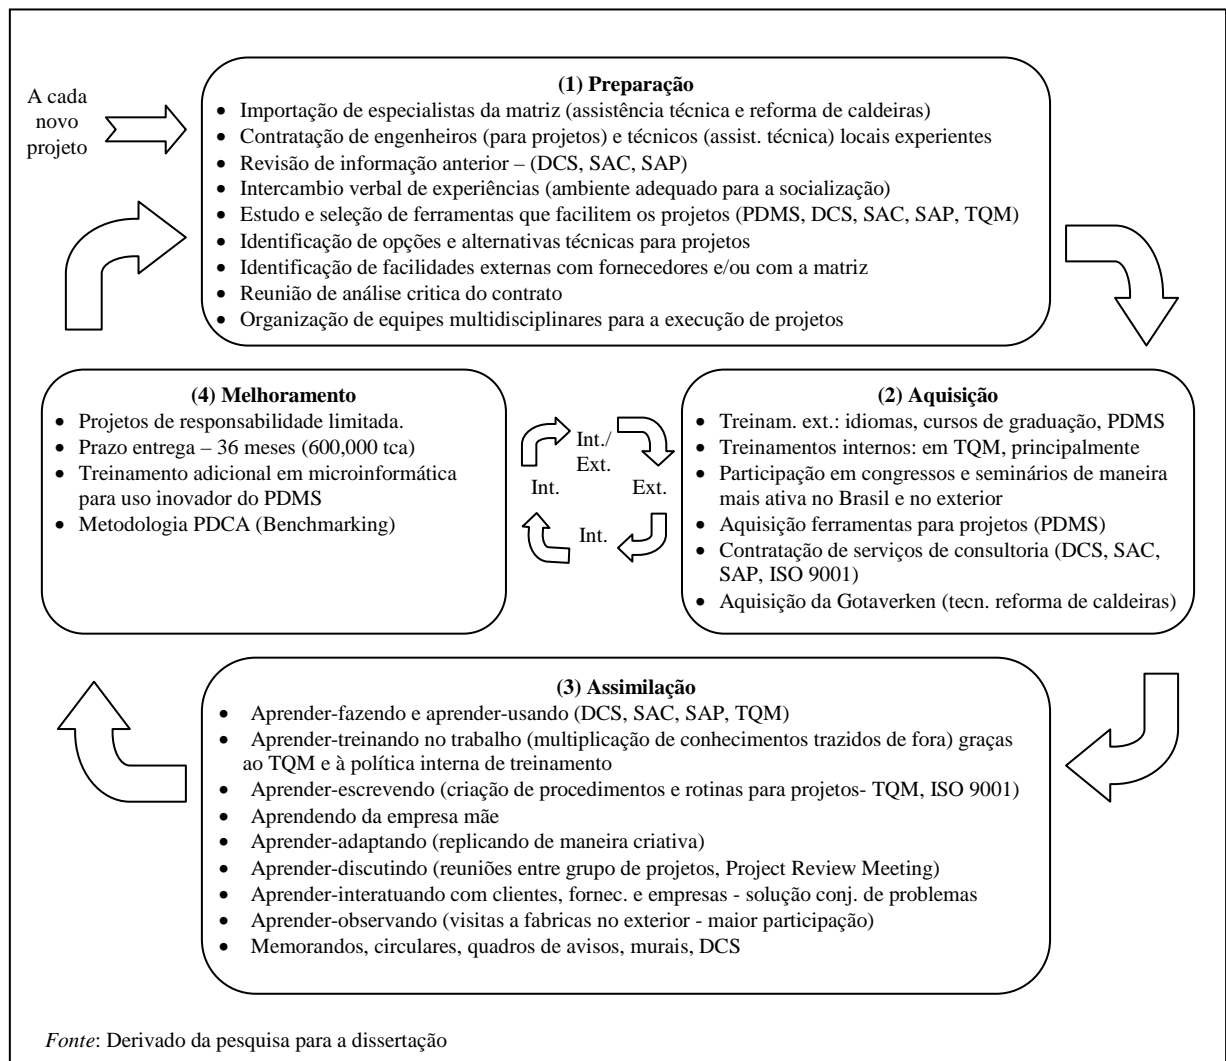 A cada
novo
projeto
(1) Preparação
• Importação de especialistas da matriz (assistência técnica e reforma de caldeiras)
• Contratação de engenheiros (para projetos) e técnicos (assist. técnica) locais experientes
• Revisão de informação anterior – (DCS, SAC, SAP)
• Intercambio verbal de experiências (ambiente adequado para a socialização)
• Estudo e seleção de ferramentas que facilitem os projetos (PDMS, DCS, SAC, SAP, TQM)
• Identificação de opções e alternativas técnicas para projetos
• Identificação de facilidades externas com fornecedores e/ou com a matriz
• Reunião de análise critica do contrato
• Organização de equipes multidisciplinares para a execução de projetos
(4) Melhoramento
• Projetos de responsabilidade limitada.
• Prazo entrega – 36 meses (600,000 tca)
• Treinamento adicional em microinformática
para uso inovador do PDMS
• Metodologia PDCA (Benchmarking)
Int./
Ext.
Int.
Ext.
Int.
(2) Aquisição
• Treinam. ext.: idiomas, cursos de graduação, PDMS
• Treinamentos internos: em TQM, principalmente
• Participação em congressos e seminários de maneira
mais ativa no Brasil e no exterior
• Aquisição ferramentas para projetos (PDMS)
• Contratação de serviços de consultoria (DCS, SAC,
SAP, ISO 9001)
• Aquisição da Gotaverken (tecn. reforma de caldeiras)
(3) Assimilação
• Aprender-fazendo e aprender-usando (DCS, SAC, SAP, TQM)
• Aprender-treinando no trabalho (multiplicação de conhecimentos trazidos de fora) graças
ao TQM e à política interna de treinamento
• Aprender-escrevendo (criação de procedimentos e rotinas para projetos- TQM, ISO 9001)
• Aprendendo da empresa mãe
• Aprender-adaptando (replicando de maneira criativa)
• Aprender-discutindo (reuniões entre grupo de projetos, Project Review Meeting)
• Aprender-interatuando com clientes, fornec. e empresas - solução conj. de problemas
• Aprender-observando (visitas a fabricas no exterior - maior participação)
• Memorandos, circulares, quadros de avisos, murais, DCS
Fonte: Derivado da pesquisa para a dissertação